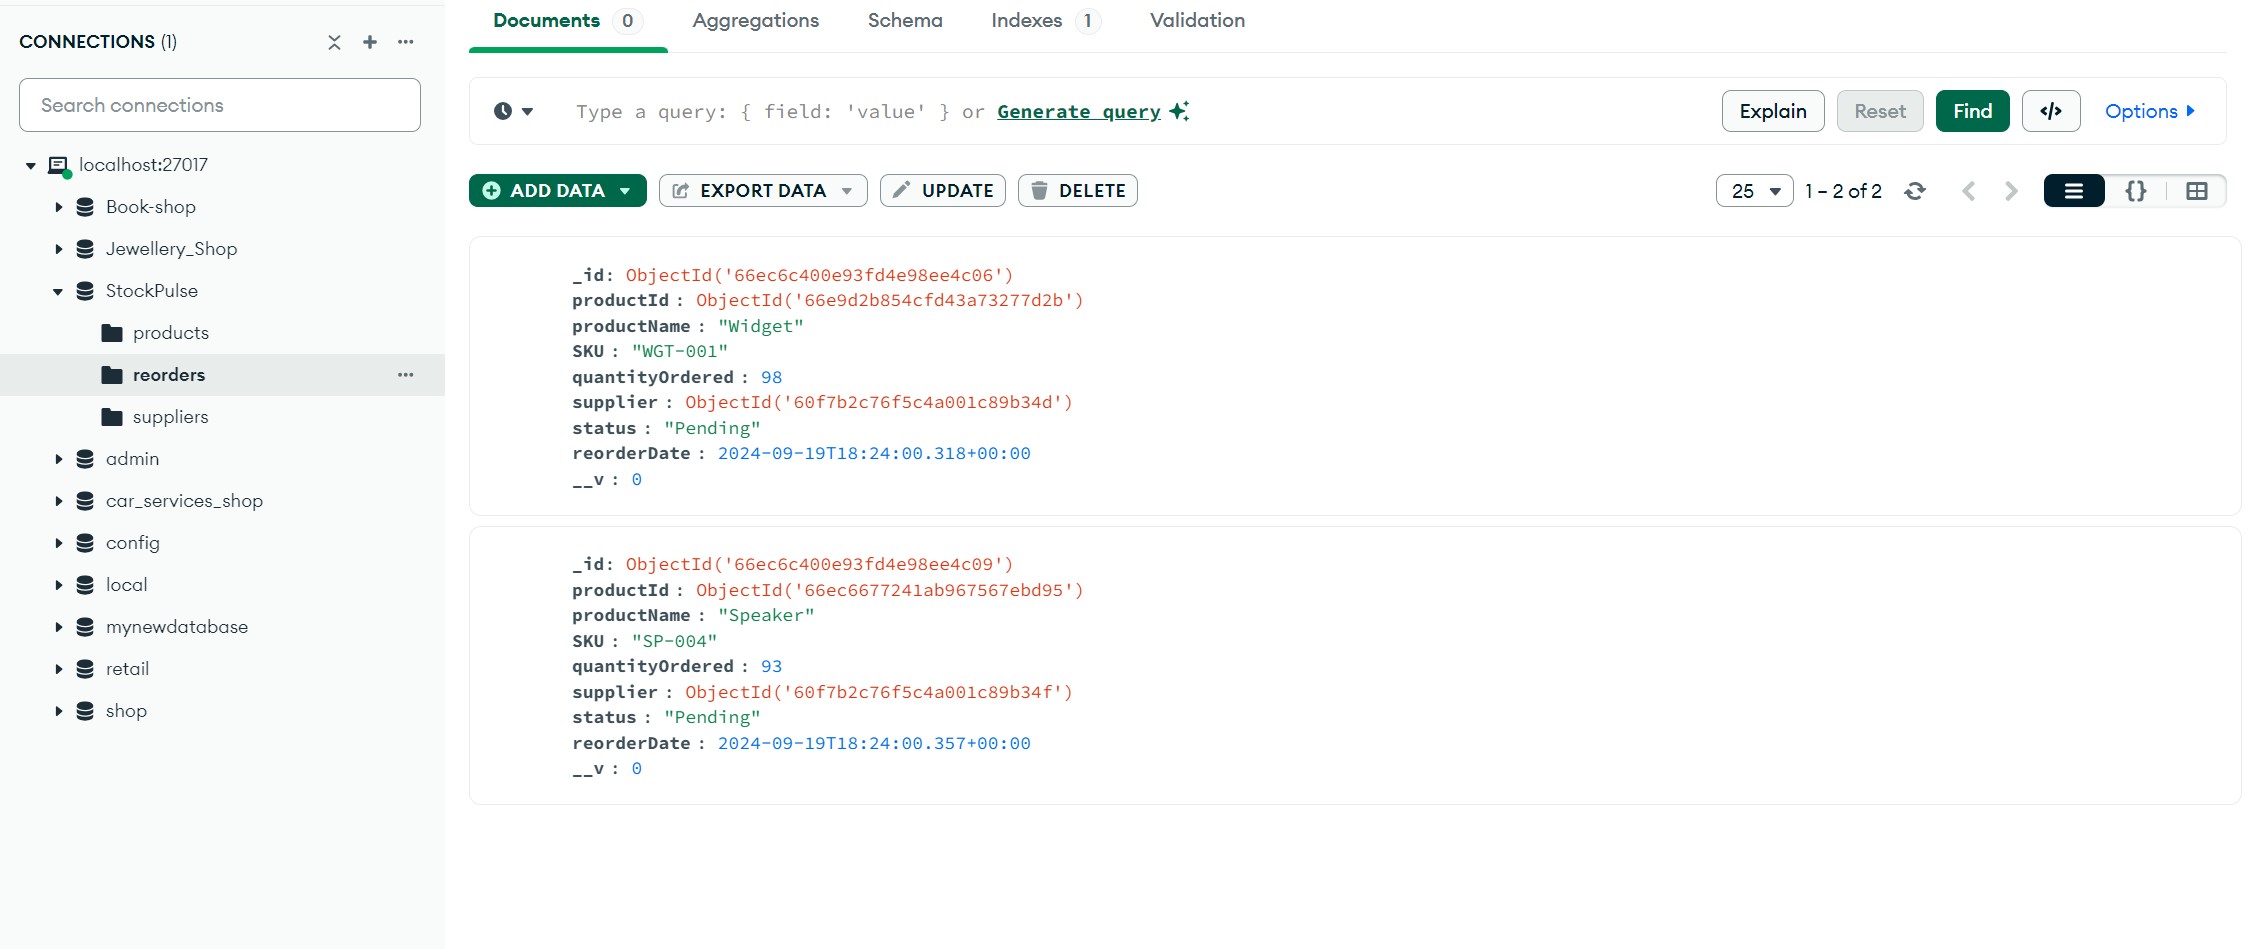 CONNECTIONS (1)
Search connections
localhost:27017
Book-shop
Jewellery_Shop
StockPulse
products
reorders
suppliers
admin
car_services_shop
config
local
mynewdatabase
retail
shop
Documents 0 Aggregations Schema Indexes 1 Validation
Type a query: { field: 'value' } or Generate query Explain Reset Find </> Options
ADD DATA EXPORT DATA UPDATE DELETE 25 1 – 2 of 2 {}
_id: ObjectId('66ec6c400e93fd4e98ee4c06')
productId : ObjectId('66e9d2b854cfd43a73277d2b')
productName : "Widget"
SKU : "WGT-001"
quantityOrdered : 98
supplier : ObjectId('60f7b2c76f5c4a001c89b34d')
status : "Pending"
reorderDate : 2024-09-19T18:24:00.318+00:00
__v : 0
_id: ObjectId('66ec6c400e93fd4e98ee4c09')
productId : ObjectId('66ec6677241ab967567ebd95')
productName : "Speaker"
SKU : "SP-004"
quantityOrdered : 93
supplier : ObjectId('60f7b2c76f5c4a001c89b34f')
status : "Pending"
reorderDate : 2024-09-19T18:24:00.357+00:00
__v : 0